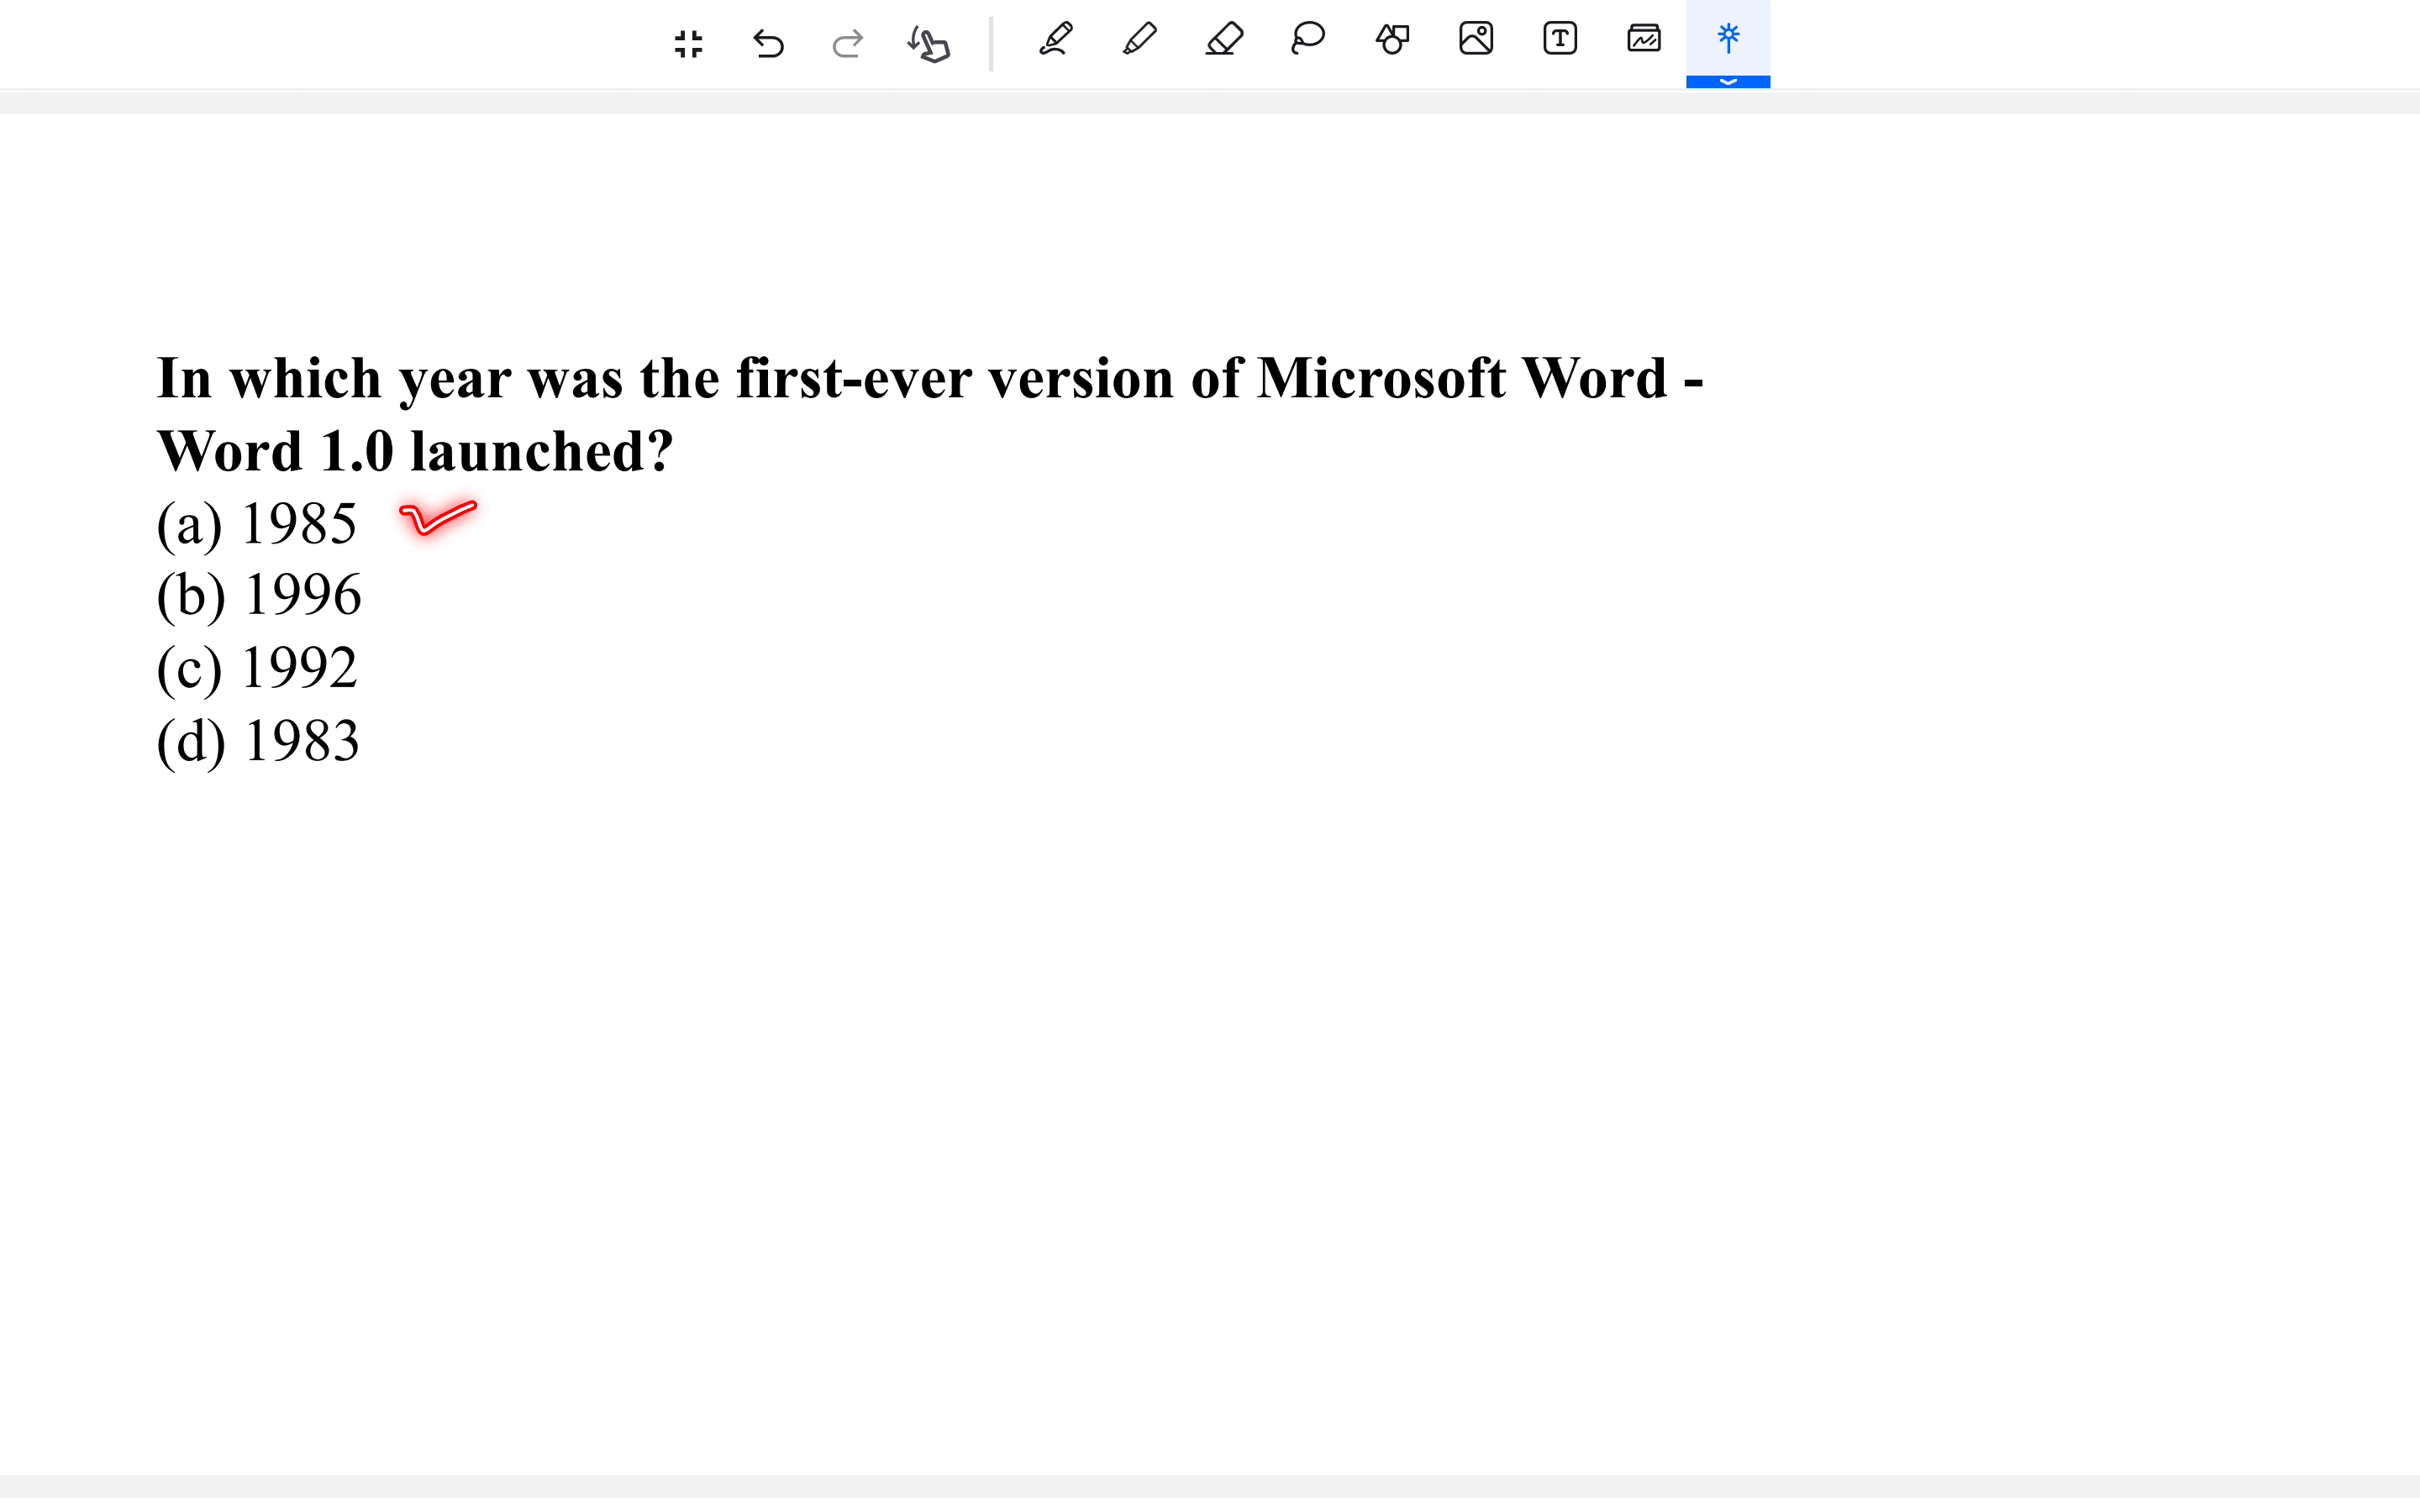 In which year was the first-ever version of Microsoft Word -
Word 1.0 launched?
(a) 1985
(b) 1996
(c) 1992
(d) 1983